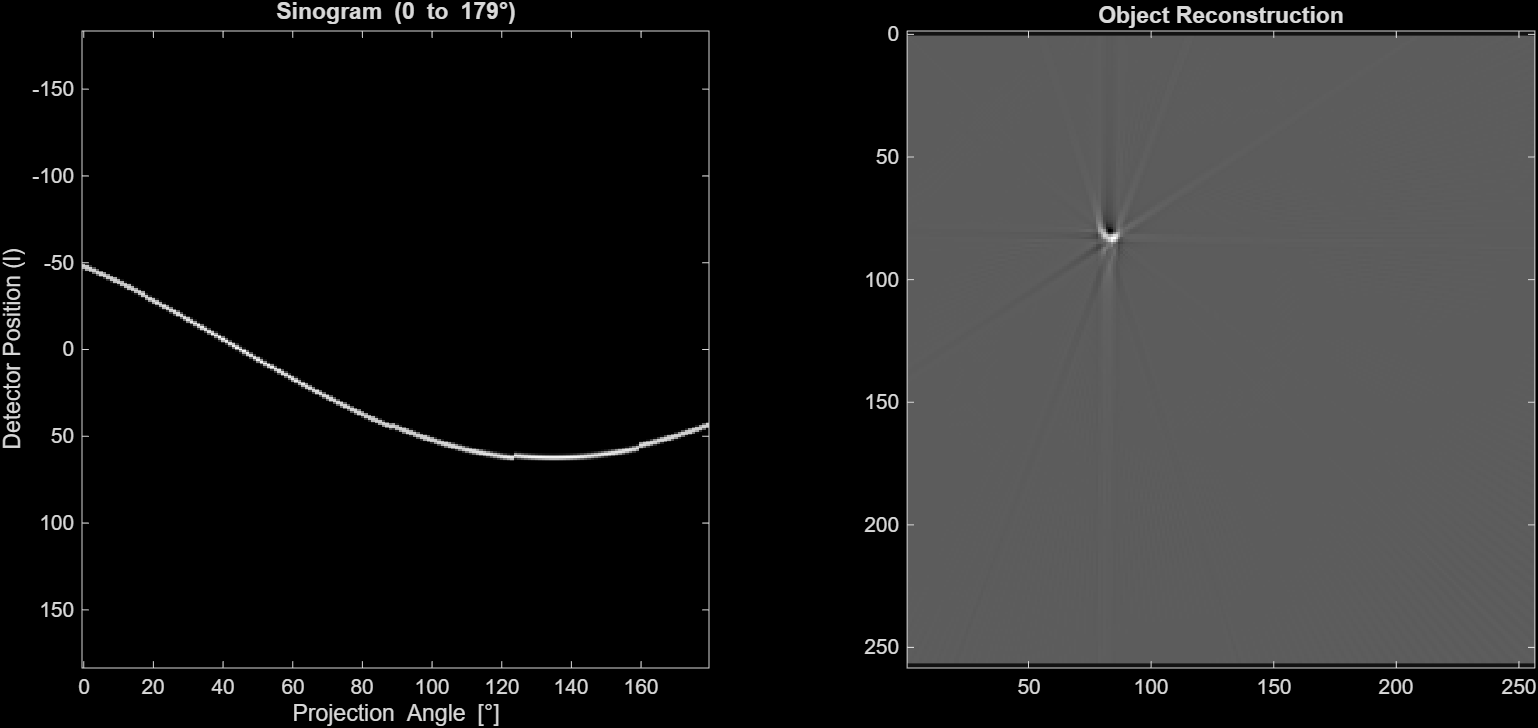 Sinogram (0 to 179°)
-150
-100
-50
0
50
100
150
Detector Position (l)
0 20 40 60 80 100 120 140 160
Projection Angle [°]
Object Reconstruction
0
50
100
150
200
250
50 100 150 200 250